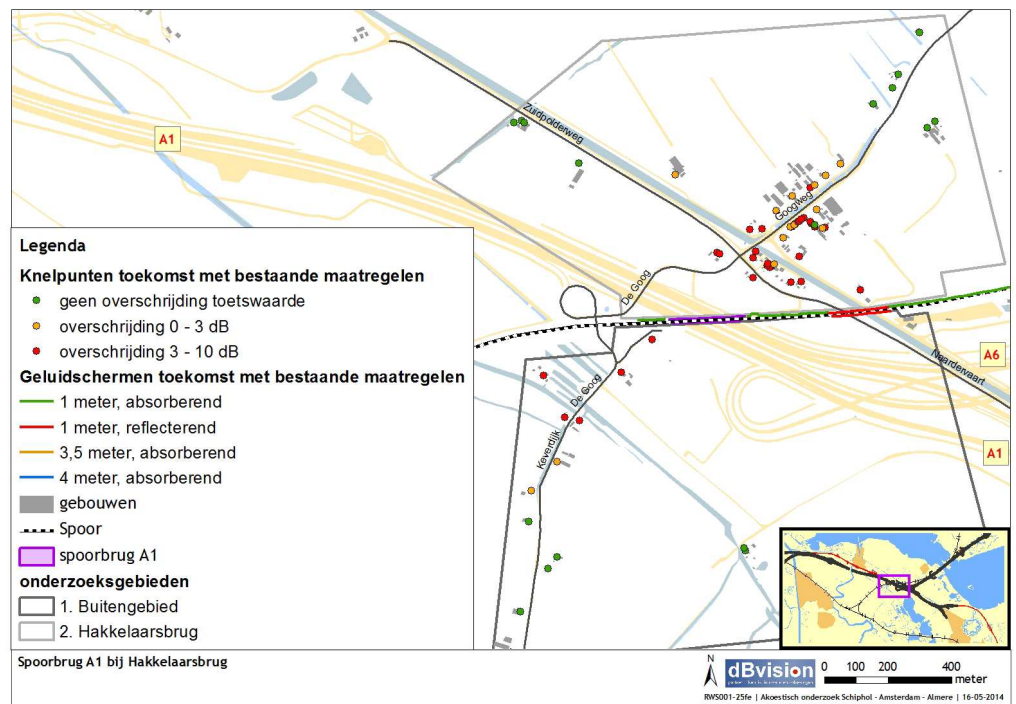 A1
Zuidpolderweg
Googweg
De Goog
Naardervaart
A6
A1
De Goog
Keverdijk
Legenda
Knelpunten toekomst met bestaande maatregelen
geen overschrijding toetswaarde
overschrijding 0 - 3 dB
overschrijding 3 - 10 dB
Geluidschermen toekomst met bestaande maatregelen
1 meter, absorberend
1 meter, reflecterend
3,5 meter, absorberend
4 meter, absorberend
gebouwen
Spoor
spoorbrug A1
onderzoeksgebieden
1. Buitengebied
2. Hakkelaarsbrug
Spoorbrug A1 bij Hakkelaarsbrug
N
dBvision
0 100 200 400
meter
RWS001-25fe | Akoestisch onderzoek Schiphol - Amsterdam - Almere | 16-05-2014